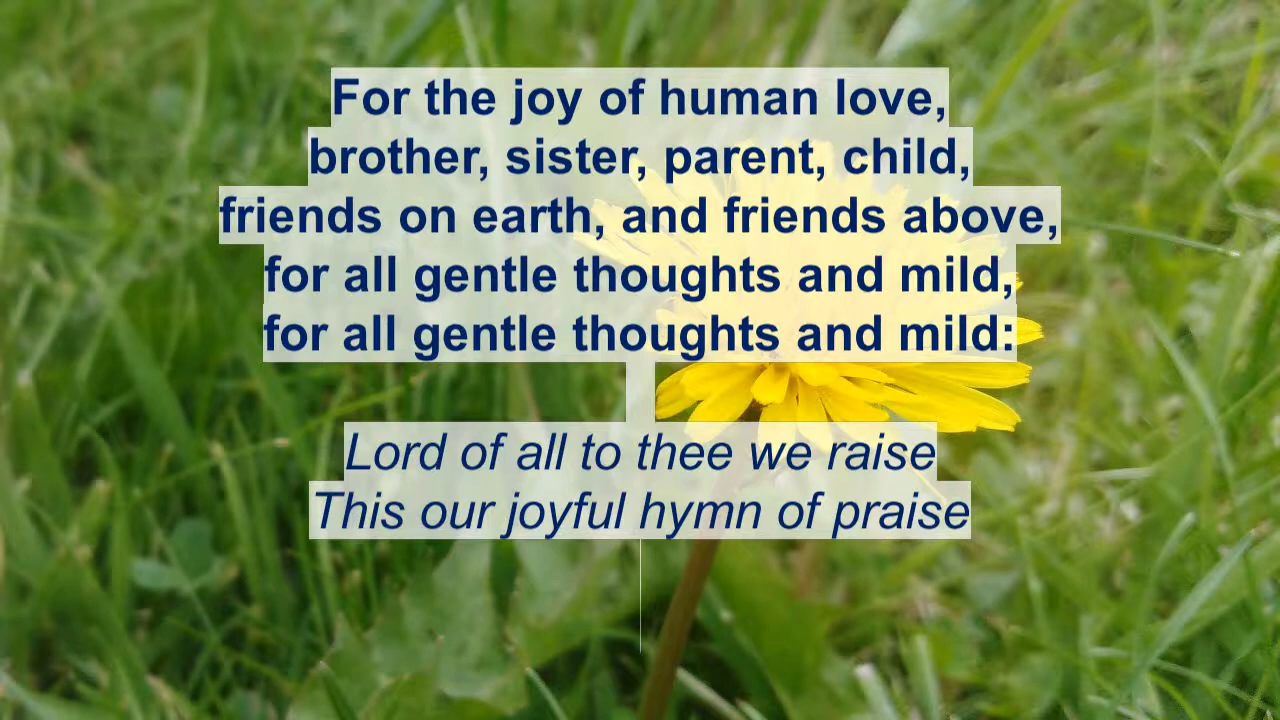 For the joy of human love,
brother, sister, parent, child,
friends on earth, and friends above,
for all gentle thoughts and mild,
for all gentle thoughts and mild:
Lord of all to thee we raise
This our joyful hymn of praise